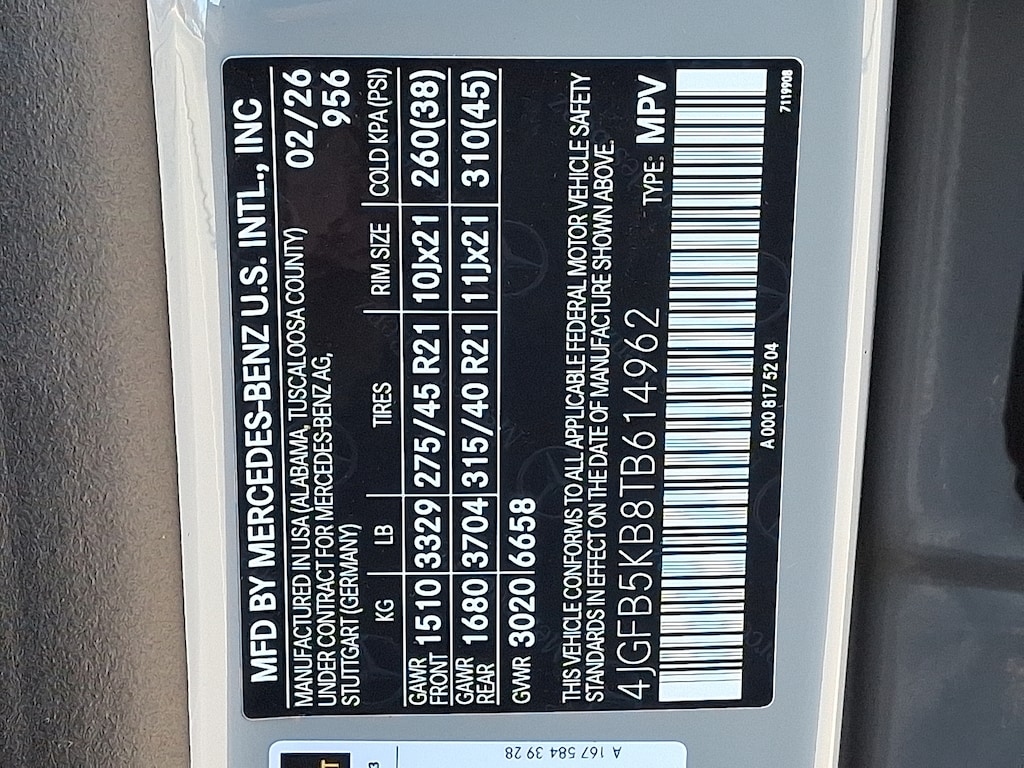 MFD BY MERCEDES-BENZ U.S. INTL., INC
MANUFACTURED IN USA (ALABAMA, TUSCALOOSA COUNTY) 02/26
UNDER CONTRACT FOR MERCEDES-BENZ AG, 956
STUTTGART (GERMANY)
KG LB TIRES RIM SIZE COLD KPA (PSI)
GAWR FRONT 1510 3329 275/45 R21 10Jx21 260(38)
GAWR REAR 1680 3704 315/40 R21 11Jx21 310(45)
GVWR 3020 6658
THIS VEHICLE CONFORMS TO ALL APPLICABLE FEDERAL MOTOR VEHICLE SAFETY
STANDARDS IN EFFECT ON THE DATE OF MANUFACTURE SHOWN ABOVE.
4JGFB5KB8TB614962 TYPE: MPV
A 000 817 52 04 7119908
A 167 584 39 28